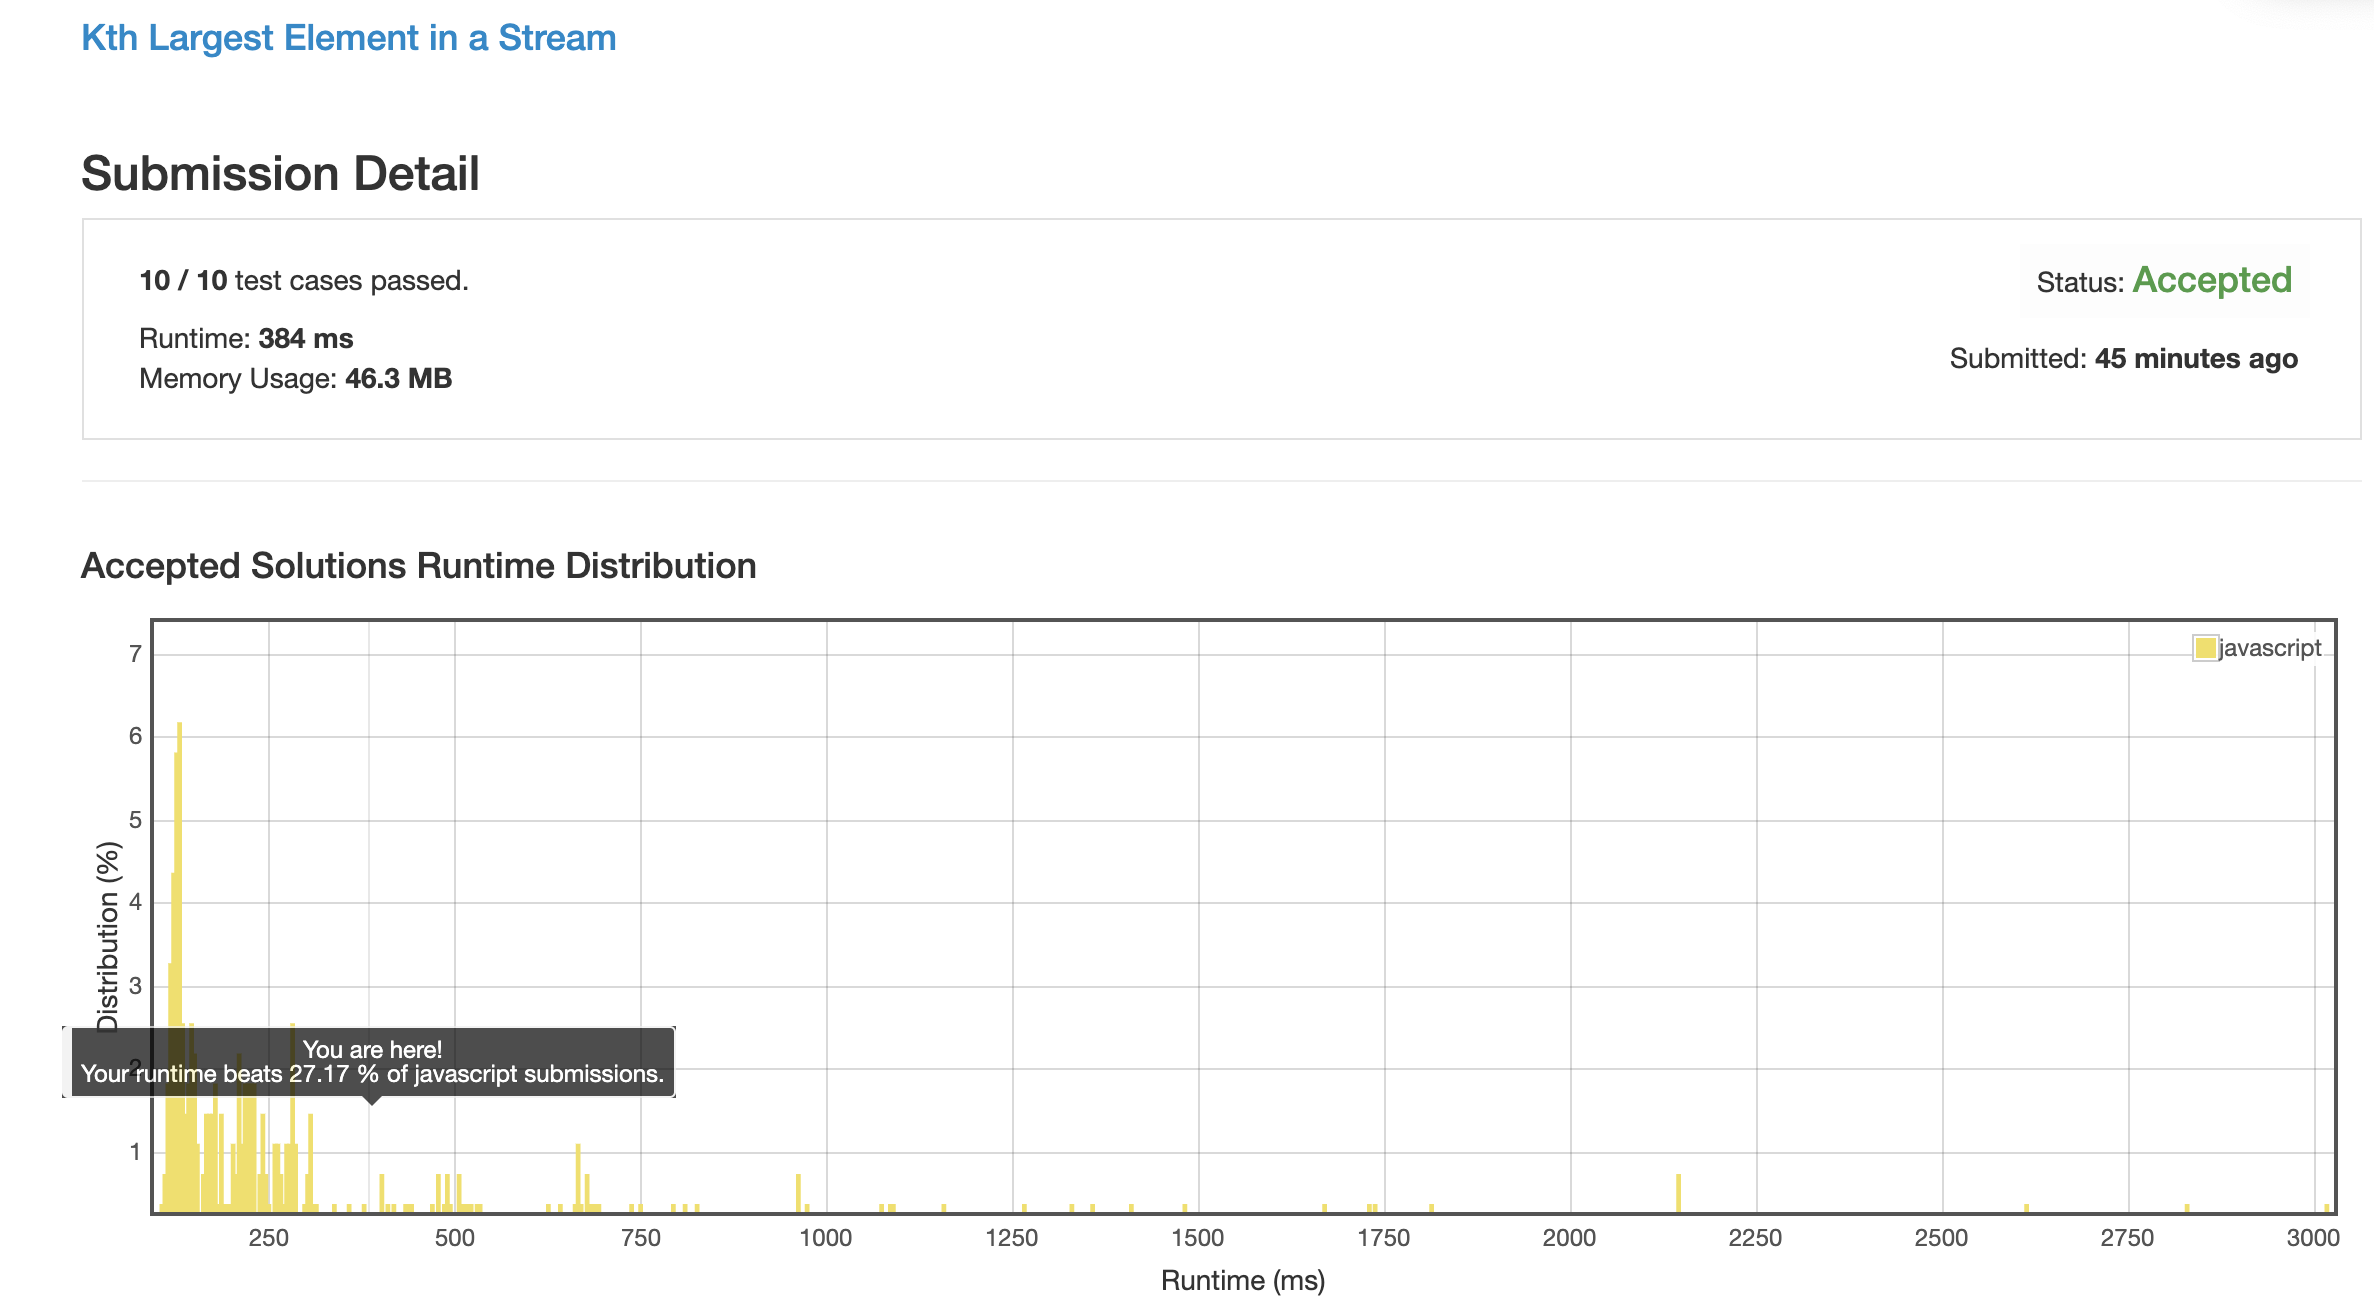 Kth Largest Element in a Stream
Submission Detail
10 / 10 test cases passed.
Status: Accepted
Runtime: 384 ms
Submitted: 45 minutes ago
Memory Usage: 46.3 MB
Accepted Solutions Runtime Distribution
javascript
7
6
5
4
3
2
1
Distribution (%)
You are here!
Your runtime beats 27.17 % of javascript submissions.
250 500 750 1000 1250 1500 1750 2000 2250 2500 2750 3000
Runtime (ms)